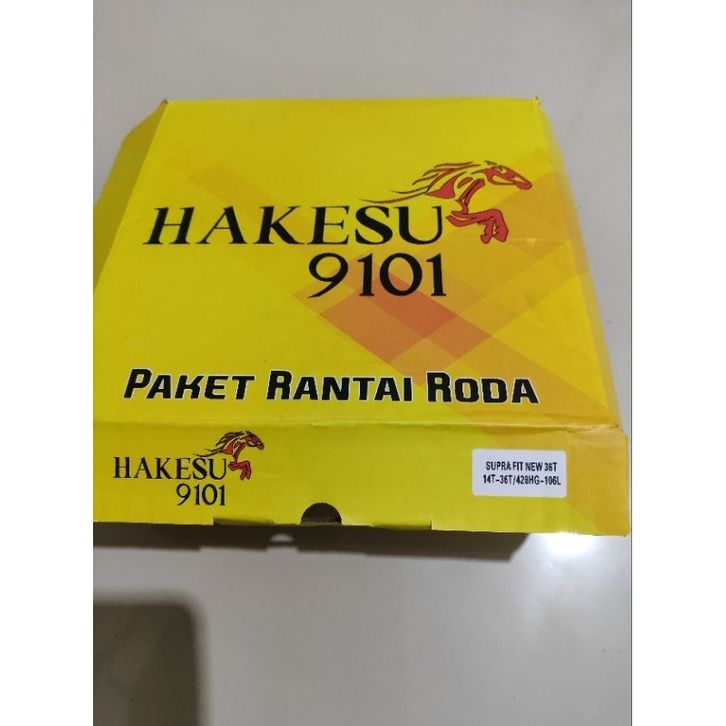 HAKESU
9101
PAKET RANTAI RODA
HAKESU
9101
SUPRA FIT NEW 36T
14T-36T/428HG-106L